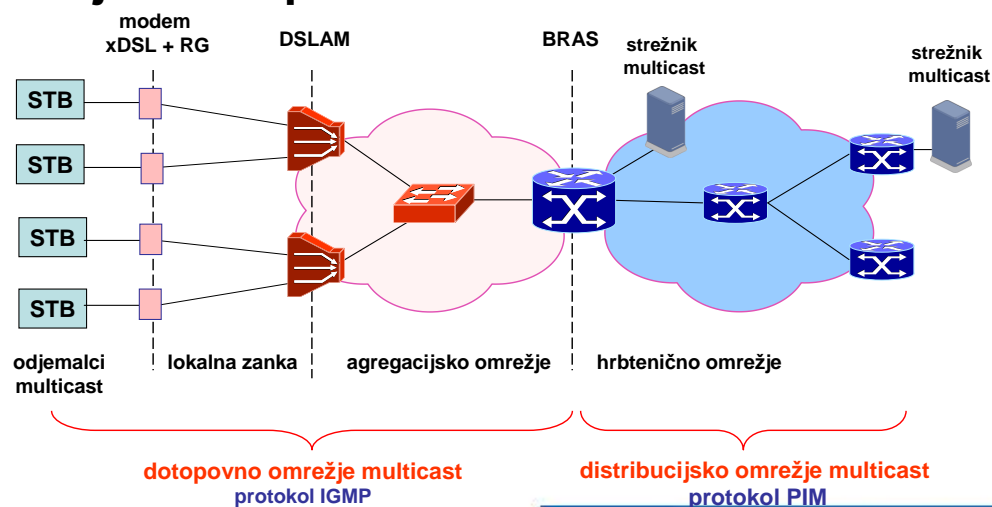 modem
xDSL + RG
DSLAM
BRAS
strežnik
multicast
strežnik
multicast
STB
STB
STB
STB
odjemalci
multicast
lokalna zanka
agregacijsko omrežje
hrbtenično omrežje
dotopovno omrežje multicast
protokol IGMP
distribucijsko omrežje multicast
protokol PIM